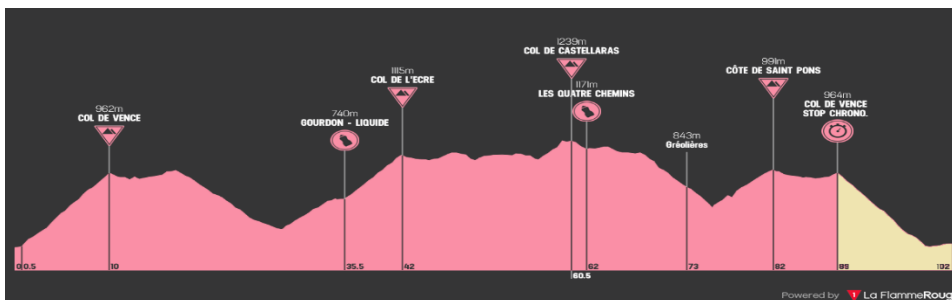 962m
COL DE VENCE
740m
GOURDON - LIQUIDE
1115m
COL DE L'ECRE
1239m
COL DE CASTELLARAS
1171m
LES QUATRE CHEMINS
843m
Gréolières
991m
CÔTE DE SAINT PONS
964m
COL DE VENCE
STOP CHRONO.
0 0.5 10 35.5 42 60.5 62 73 82 102
Powered by La FlammeRoug